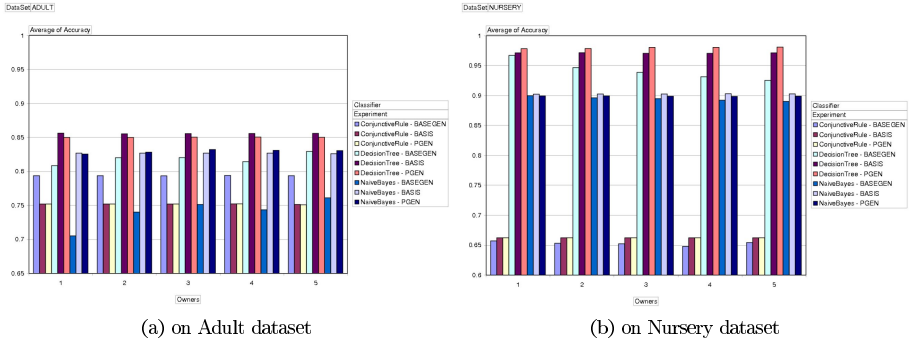 DataSet ADULT
Average of Accuracy
1
0.95
0.9
0.85
0.8
0.75
0.7
0.65
1 2 3 4 5
Owners
Classifier
Experiment
ConjunctiveRule - BASEGEN
ConjunctiveRule - BASIS
ConjunctiveRule - PGEN
DecisionTree - BASEGEN
DecisionTree - BASIS
DecisionTree - PGEN
NaiveBayes - BASEGEN
NaiveBayes - BASIS
NaiveBayes - PGEN
(a) on Adult dataset
DataSet NURSERY
Average of Accuracy
1
0.95
0.9
0.85
0.8
0.75
0.7
0.65
0.6
1 2 3 4 5
Owners
Classifier
Experiment
ConjunctiveRule - BASEGEN
ConjunctiveRule - BASIS
ConjunctiveRule - PGEN
DecisionTree - BASEGEN
DecisionTree - BASIS
DecisionTree - PGEN
NaiveBayes - BASEGEN
NaiveBayes - BASIS
NaiveBayes - PGEN
(b) on Nursery dataset